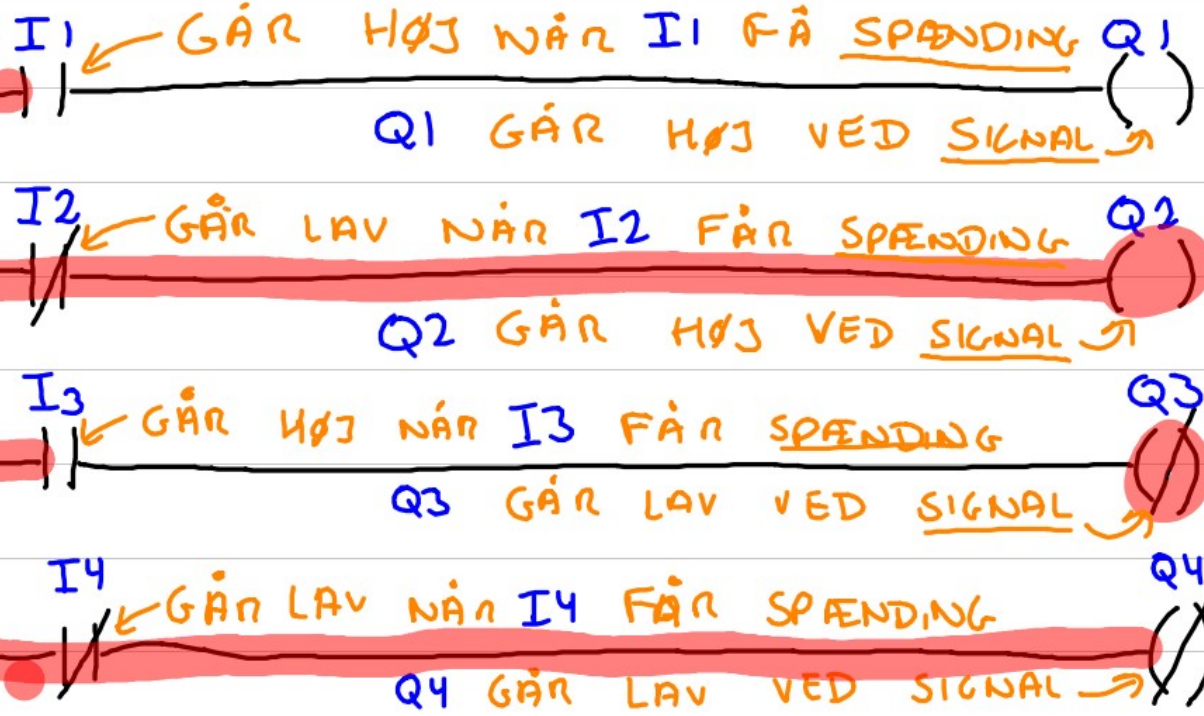 I1 GÅR HØJ NÅR I1 FÅ SPÆNDING Q1
Q1 GÅR HØJ VED SIGNAL
I2 GÅR LAV NÅR I2 FÅR SPÆNDING Q2
Q2 GÅR HØJ VED SIGNAL
I3 GÅR HØJ NÅR I3 FÅR SPÆNDING Q3
Q3 GÅR LAV VED SIGNAL
I4 GÅR LAV NÅR I4 FÅR SPÆNDING Q4
Q4 GÅR LAV VED SIGNAL